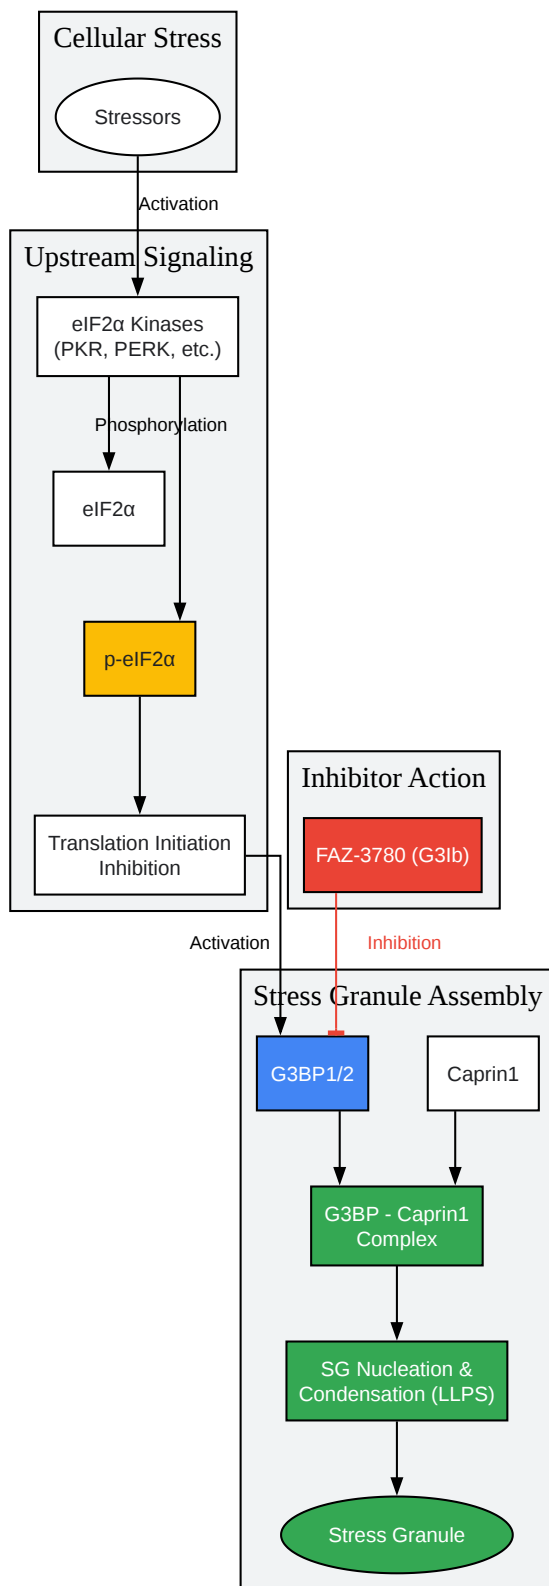 Cellular Stress
Stressors
Activation
Upstream Signaling
eIF2α Kinases
(PKR, PERK, etc.)
Phosphorylation
eIF2α
p-eIF2α
Translation Initiation
Inhibition
Inhibitor Action
FAZ-3780 (G3Ib)
Activation
Inhibition
Stress Granule Assembly
G3BP1/2
Caprin1
G3BP - Caprin1
Complex
SG Nucleation &
Condensation (LLPS)
Stress Granule